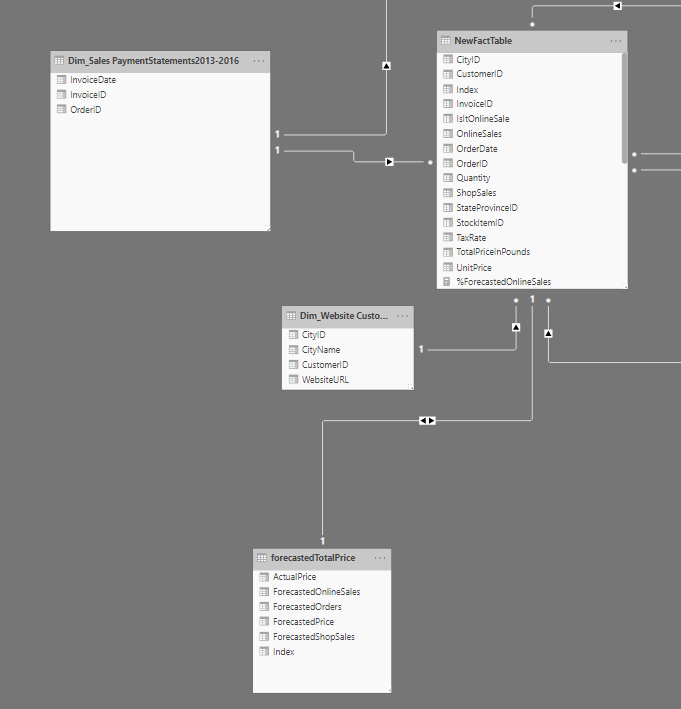 Dim_Sales PaymentStatements2013-2016 ...
InvoiceDate
InvoiceID
OrderID
1
1
*
*
NewFactTable ...
CityID
CustomerID
Index
InvoiceID
IsItOnlineSale
OnlineSales
OrderDate
OrderID
Quantity
ShopSales
StateProvinceID
StockItemID
TaxRate
TotalPriceInPounds
UnitPrice
%ForecastedOnlineSales
*
*
* 1 *
Dim_Website Custo... ...
CityID
CityName
CustomerID
WebsiteURL
1
1
forecastedTotalPrice ...
ActualPrice
ForecastedOnlineSales
ForecastedOrders
ForecastedPrice
ForecastedShopSales
Index